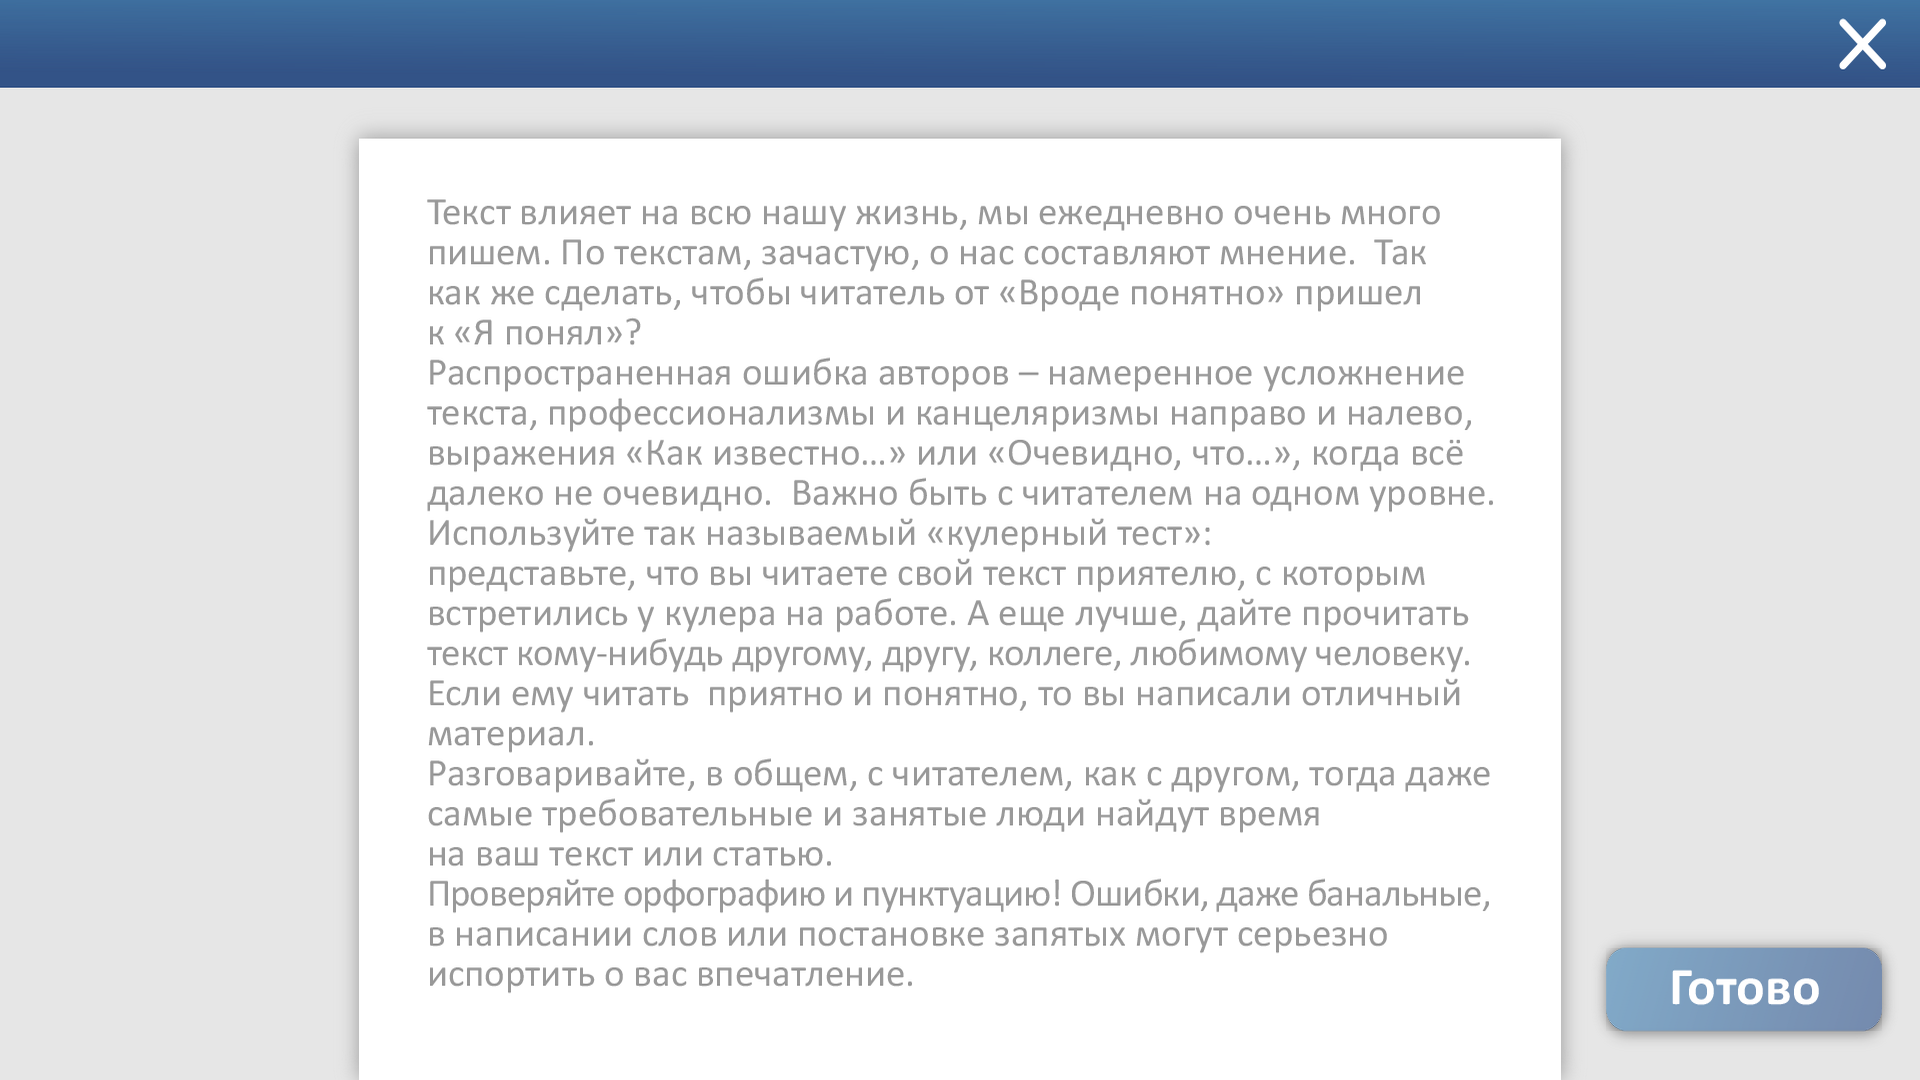 Текст влияет на всю нашу жизнь, мы ежедневно очень много
пишем. По текстам, зачастую, о нас составляют мнение.  Так
как же сделать, чтобы читатель от «Вроде понятно» пришел
к «Я понял»?
Распространенная ошибка авторов – намеренное усложнение
текста, профессионализмы и канцеляризмы направо и налево,
выражения «Как известно…» или «Очевидно, что…», когда всё
далеко не очевидно.  Важно быть с читателем на одном уровне.
Используйте так называемый «кулерный тест»:
представьте, что вы читаете свой текст приятелю, с которым
встретились у кулера на работе. А еще лучше, дайте прочитать
текст кому-нибудь другому, другу, коллеге, любимому человеку.
Если ему читать  приятно и понятно, то вы написали отличный
материал.
Разговаривайте, в общем, с читателем, как с другом, тогда даже
самые требовательные и занятые люди найдут время
на ваш текст или статью.
Проверяйте орфографию и пунктуацию! Ошибки, даже банальные,
в написании слов или постановке запятых могут серьезно
испортить о вас впечатление.
Готово